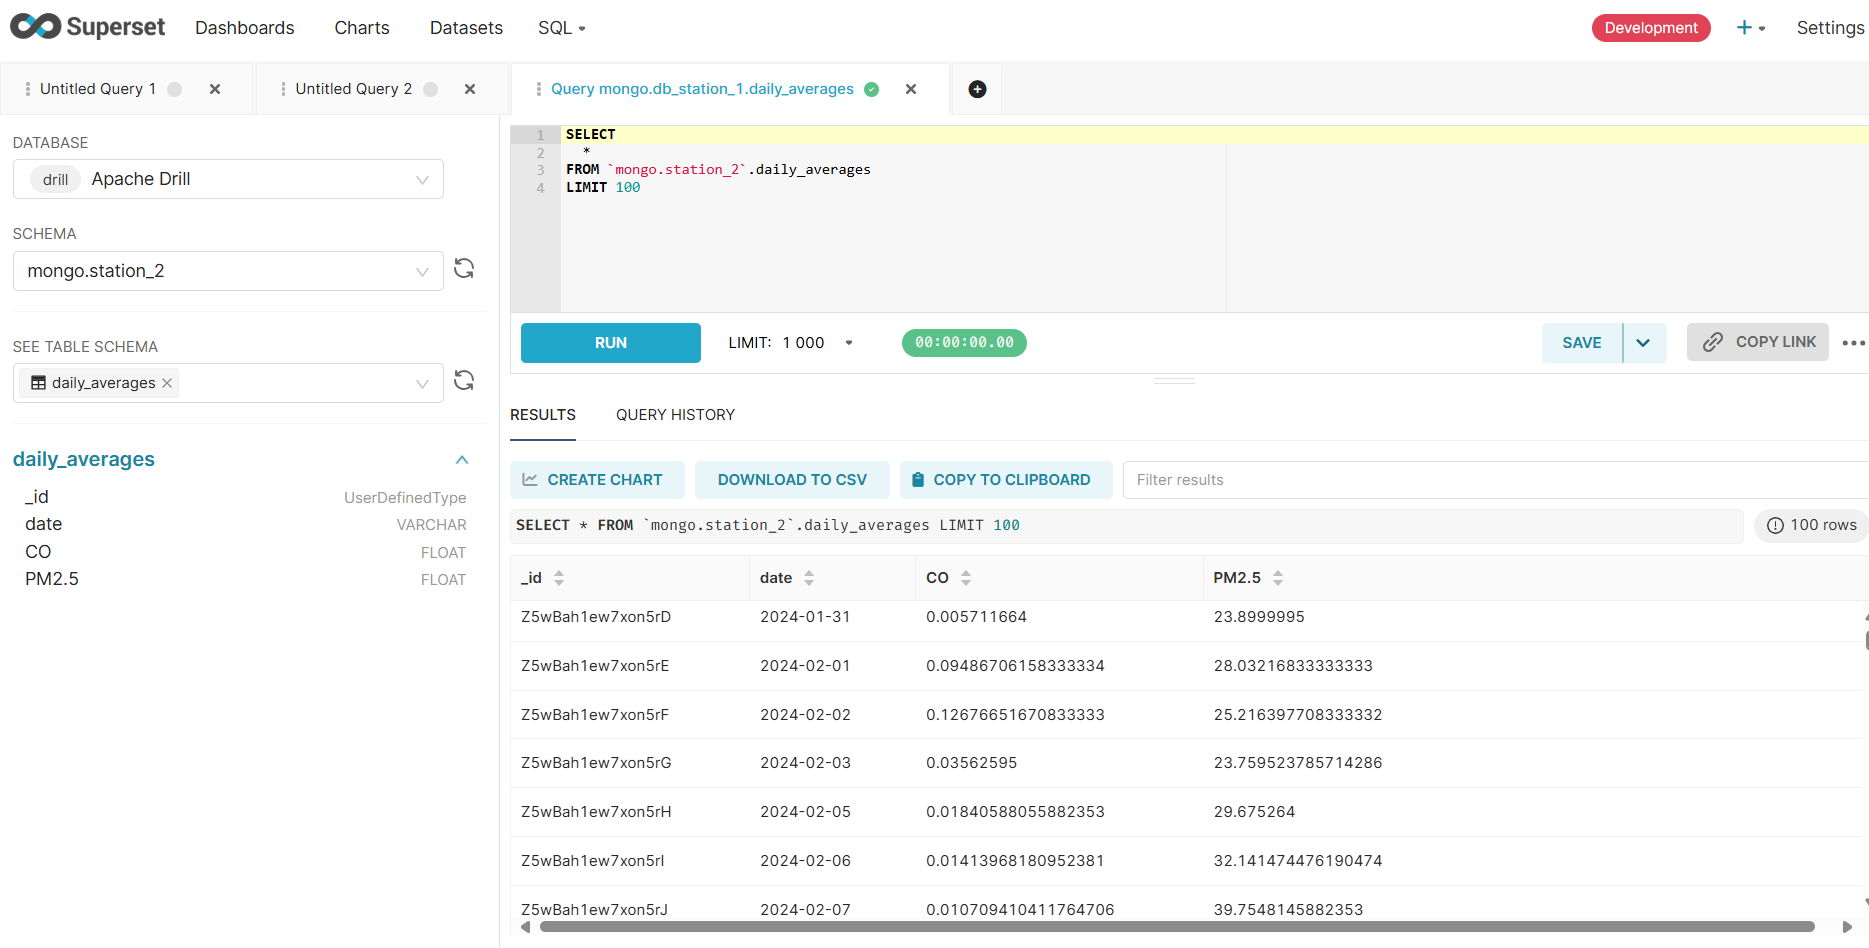 Superset
Dashboards Charts Datasets SQL
Development + Settings
Untitled Query 1
Untitled Query 2
Query mongo.db_station_1.daily_averages
DATABASE
drill Apache Drill
SCHEMA
mongo.station_2
SEE TABLE SCHEMA
daily_averages
daily_averages
_id UserDefinedType
date VARCHAR
CO FLOAT
PM2.5 FLOAT
1 SELECT
2 *
3 FROM `mongo.station_2`.daily_averages
4 LIMIT 100
RUN LIMIT: 1 000 00:00:00.00 SAVE COPY LINK
RESULTS QUERY HISTORY
CREATE CHART DOWNLOAD TO CSV COPY TO CLIPBOARD Filter results
SELECT * FROM `mongo.station_2`.daily_averages LIMIT 100 100 rows
_id date CO PM2.5
Z5wBah1ew7xon5rD 2024-01-31 0.005711664 23.8999995
Z5wBah1ew7xon5rE 2024-02-01 0.09486706158333334 28.03216833333333
Z5wBah1ew7xon5rF 2024-02-02 0.12676651670833333 25.216397708333332
Z5wBah1ew7xon5rG 2024-02-03 0.03562595 23.759523785714286
Z5wBah1ew7xon5rH 2024-02-05 0.01840588055882353 29.675264
Z5wBah1ew7xon5rI 2024-02-06 0.01413968180952381 32.141474476190474
Z5wBah1ew7xon5rJ 2024-02-07 0.010709410411764706 39.7548145882353